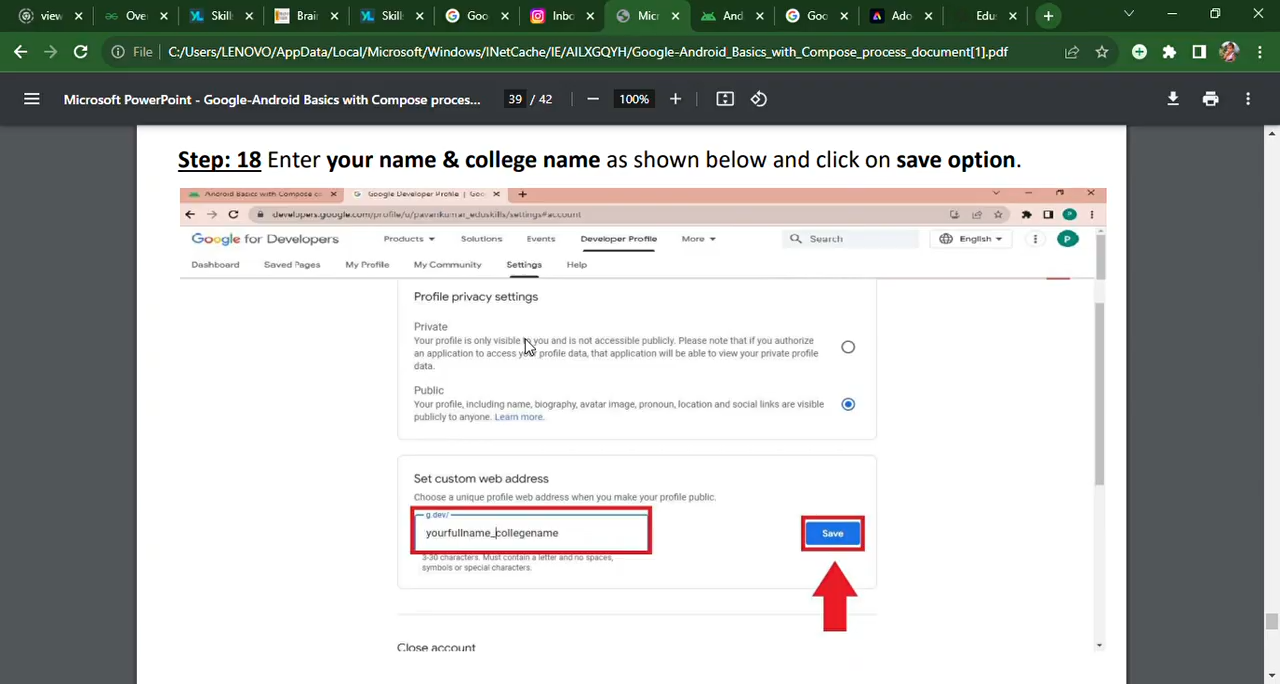 view
Ove
Skills
Brain
Skill
Goo
Inbo
Micr
And
Goo
Ado
Edus
File
C:/Users/LENOVO/AppData/Local/Microsoft/Windows/INetCache/IE/AILXGQYH/Google-Android_Basics_with_Compose_process_document[1].pdf
Microsoft PowerPoint - Google-Android Basics with Compose proces...
39 / 42
100%
Step: 18 Enter your name & college name as shown below and click on save option.
Android Basics with Compose c
Google Developer Profile | Goo
developers.google.com/profile/u/pavankumar_eduskills/settings#account
P
Google for Developers
Products
Solutions
Events
Developer Profile
More
Search
English
P
Dashboard
Saved Pages
My Profile
My Community
Settings
Help
Profile privacy settings
Private
Your profile is only visible to you and is not accessible publicly. Please note that if you authorize
an application to access your profile data, that application will be able to view your private profile
data.
Public
Your profile, including name, biography, avatar image, pronoun, location and social links are visible
publicly to anyone. Learn more.
Set custom web address
Choose a unique profile web address when you make your profile public.
g.dev/
yourfullname_collegename
Save
3-30 characters. Must contain a letter and no spaces,
symbols or special characters.
Close account